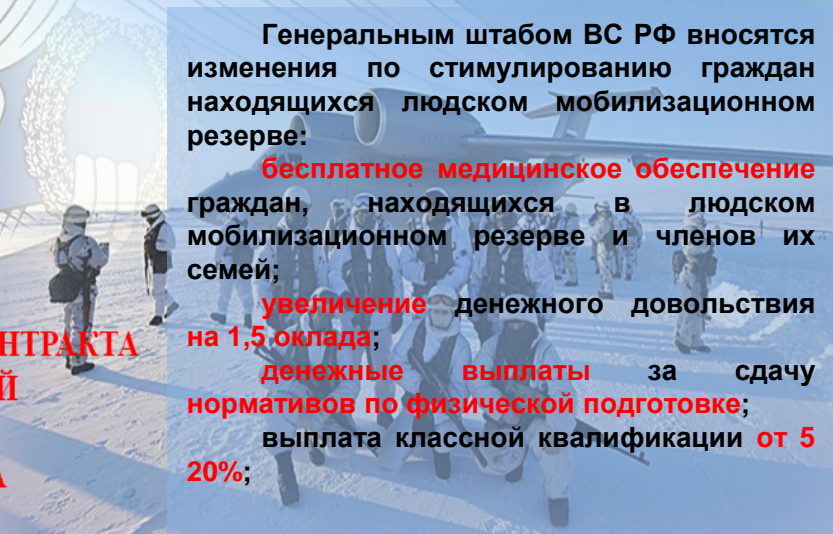 Генеральным штабом ВС РФ вносятся
изменения по стимулированию граждан
находящихся людском мобилизационном
резерве:
бесплатное медицинское обеспечение
граждан, находящихся в людском
мобилизационном резерве и членов их
семей;
увеличение денежного довольствия
на 1,5 оклада;
денежные выплаты за сдачу
нормативов по физической подготовке;
выплата классной квалификации от 5
20%;
НТРАКТА
Й
А